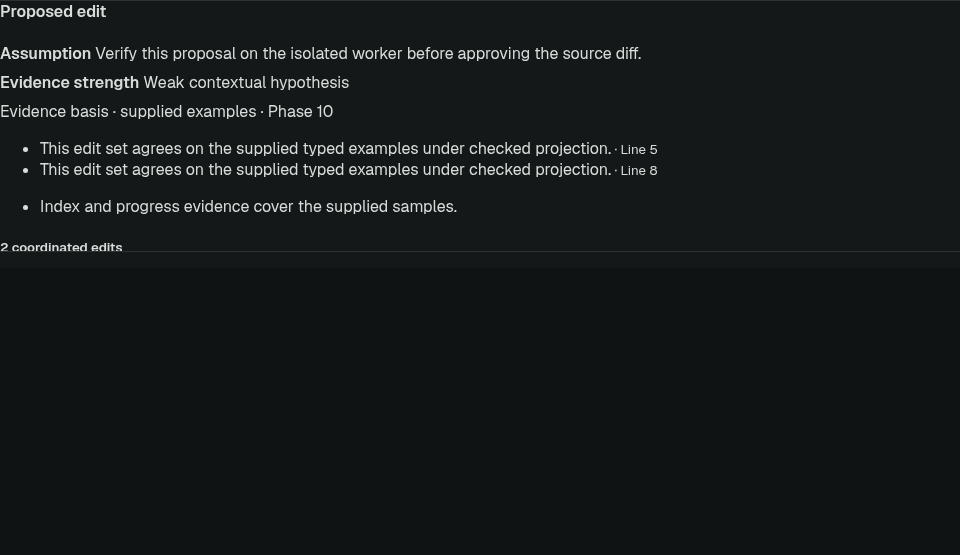 Proposed edit
Assumption Verify this proposal on the isolated worker before approving the source diff.
Evidence strength Weak contextual hypothesis
Evidence basis · supplied examples · Phase 10
This edit set agrees on the supplied typed examples under checked projection. · Line 5
This edit set agrees on the supplied typed examples under checked projection. · Line 8
Index and progress evidence cover the supplied samples.
2 coordinated edits